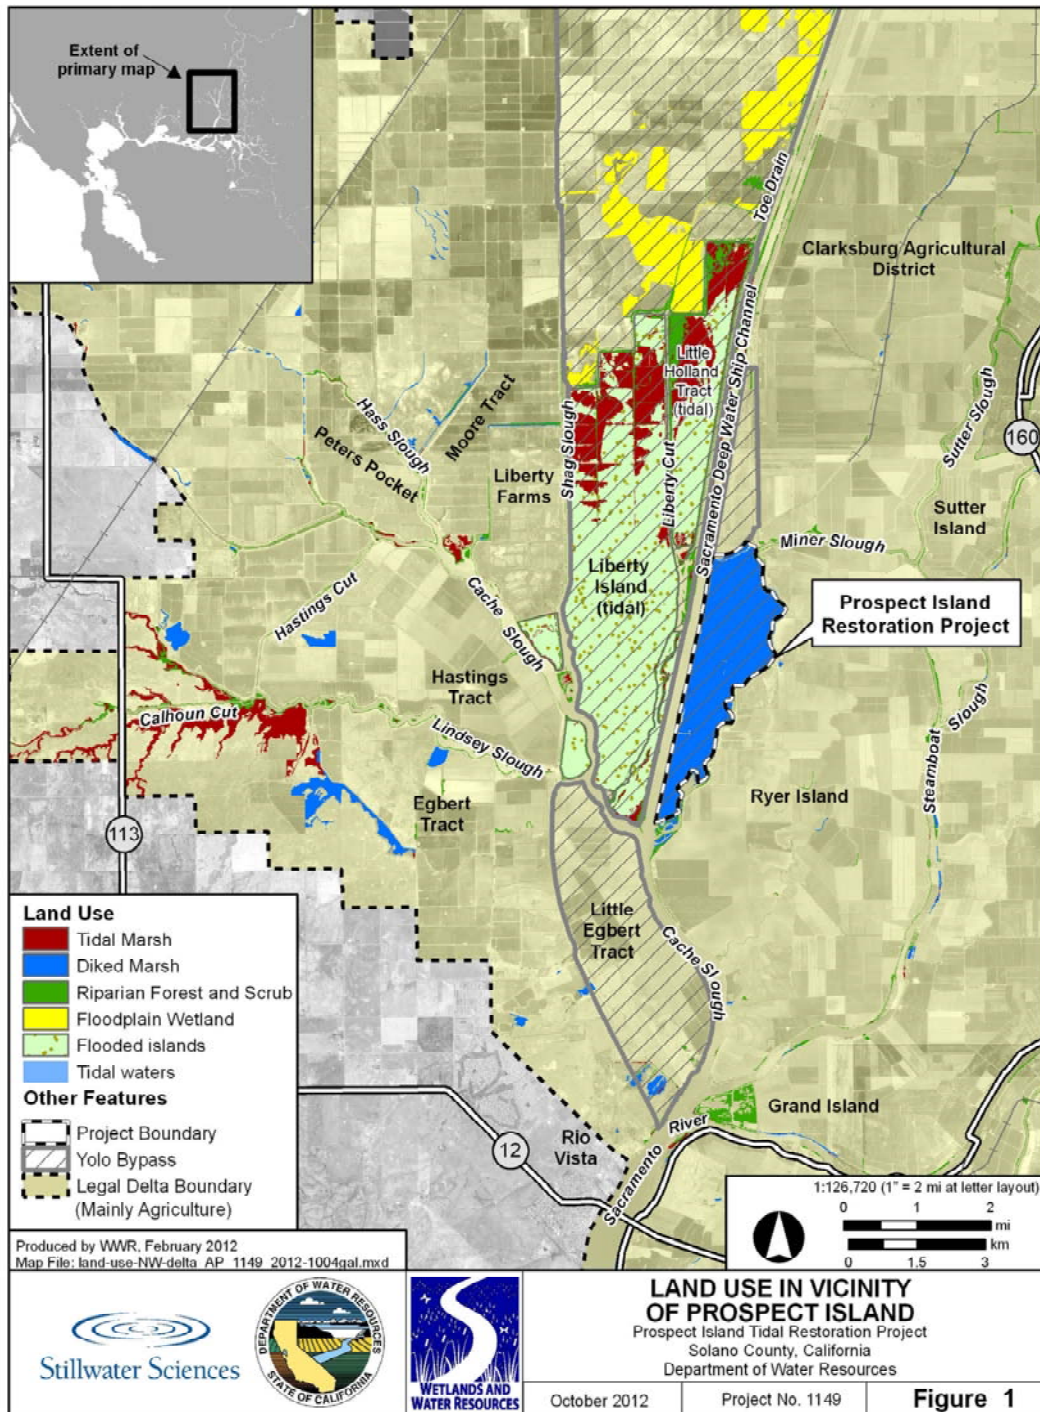 Extent of
primary map
Toe Drain
Clarksburg Agricultural
District
Sacramento Deep Water Ship Channel
Little
Holland
Tract
(tidal)
Hass Slough
Moore Tract
Peters Pocket
Liberty
Farms
Shag Slough
Liberty Cut
Sutter Slough
160
Sutter
Island
Miner Slough
Liberty
Island
(tidal)
Prospect Island
Restoration Project
Hastings Cut
Cache Slough
Hastings
Tract
Calhoun Cut
Lindsey Slough
Steamboat Slough
Egbert
Tract
Ryer Island
113
Little
Egbert
Tract
Cache Sl ough
Grand Island
Rio
Vista
12
Sacramento River
Land Use
Tidal Marsh
Diked Marsh
Riparian Forest and Scrub
Floodplain Wetland
Flooded islands
Tidal waters
Other Features
Project Boundary
Yolo Bypass
Legal Delta Boundary
(Mainly Agriculture)
1:126,720 (1" = 2 mi at letter layout)
0 1 2
mi
km
0 1.5 3
Produced by WWR, February 2012
Map File: land-use-NW-delta_AP_1149_2012-1004gal.mxd
Stillwater Sciences
DEPARTMENT OF WATER RESOURCES
STATE OF CALIFORNIA
WETLANDS AND
WATER RESOURCES
LAND USE IN VICINITY
OF PROSPECT ISLAND
Prospect Island Tidal Restoration Project
Solano County, California
Department of Water Resources
October 2012
Project No. 1149
Figure 1